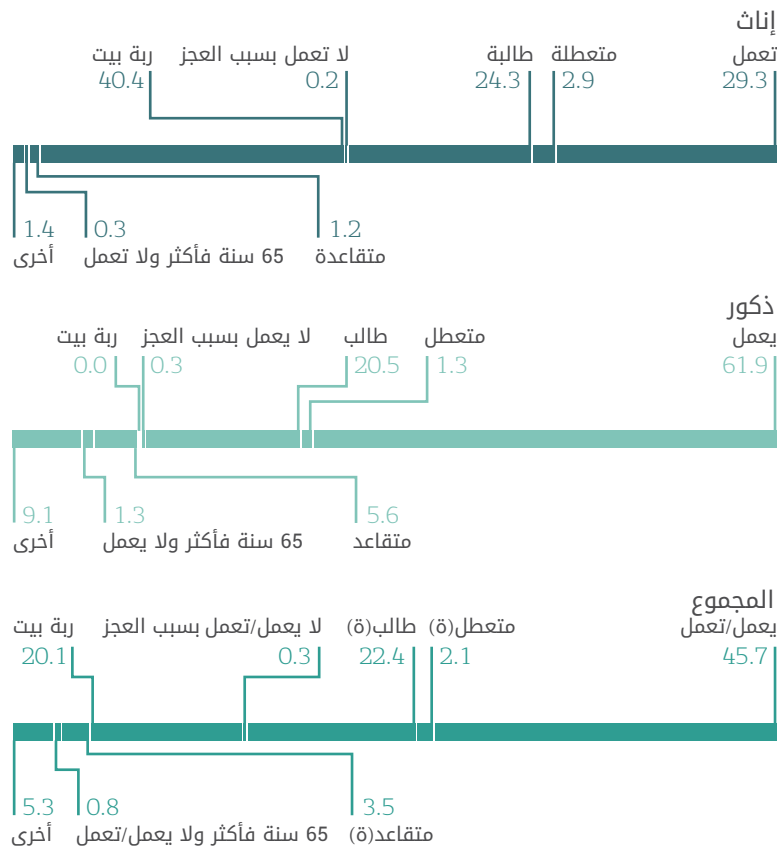 إناث
تعمل متعطلة طالبة لا تعمل بسبب العجز ربة بيت
29.3 2.9 24.3 0.2 40.4
1.2 0.3 1.4
متقاعدة 65 سنة فأكثر ولا تعمل أخرى
ذكور
يعمل متعطل طالب لا يعمل بسبب العجز ربة بيت
61.9 1.3 20.5 0.3 0.0
5.6 1.3 9.1
متقاعد 65 سنة فأكثر ولا يعمل أخرى
المجموع
يعمل/تعمل متعطل(ة) طالب(ة) لا يعمل/تعمل بسبب العجز ربة بيت
45.7 2.1 22.4 0.3 20.1
3.5 0.8 5.3
متقاعد(ة) 65 سنة فأكثر ولا يعمل/تعمل أخرى